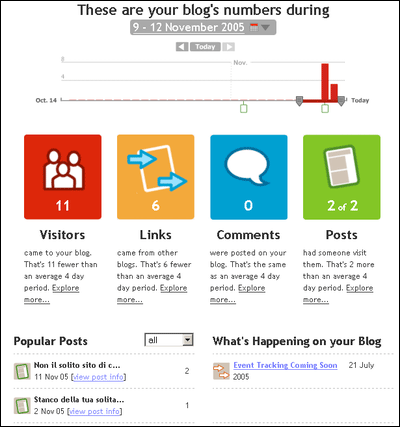 These are your blog's numbers during
9 - 12 November 2005
Today
8
Nov.
4
Oct. 14
Today
11
6
0
2 of 2
Visitors
came to your blog.
That's 11 fewer than
an average 4 day
period. Explore
more...
Links
came from other
blogs. That's 6 fewer
than an average 4
day period. Explore
more...
Comments
were posted on your
blog. That's the same
as an average 4 day
period. Explore
more...
Posts
had someone visit
them. That's 2 more
than an average 4
day period. Explore
more...
Popular Posts
all
Non il solito sito di c...
11 Nov 05 [view post info]
2
Stanco della tua solita...
2 Nov 05 [view post info]
1
What's Happening on your Blog
Event Tracking Coming Soon 21 July
2005